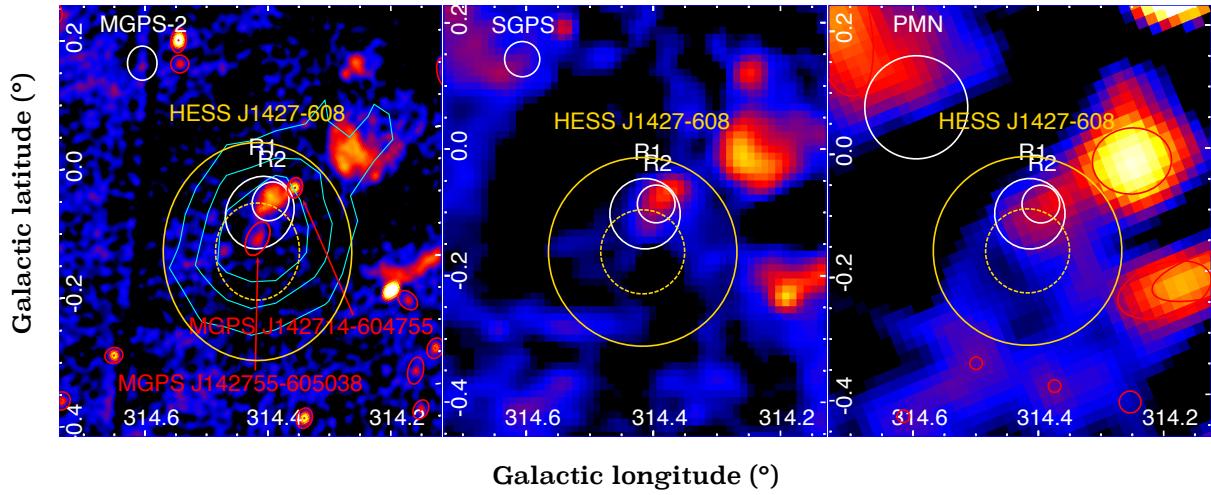 MGPS-2
SGPS
PMN
HESS J1427-608
HESS J1427-608
HESS J1427-608
R1
R2
R1
R2
R1
R2
MGPS J142714-604755
MGPS J142755-605038
0.2
0.0
-0.2
-0.4
314.6
314.4
314.2
0.2
0.0
-0.2
-0.4
314.6
314.4
314.2
0.2
0.0
-0.2
-0.4
314.6
314.4
314.2
Galactic latitude (°)
Galactic longitude (°)